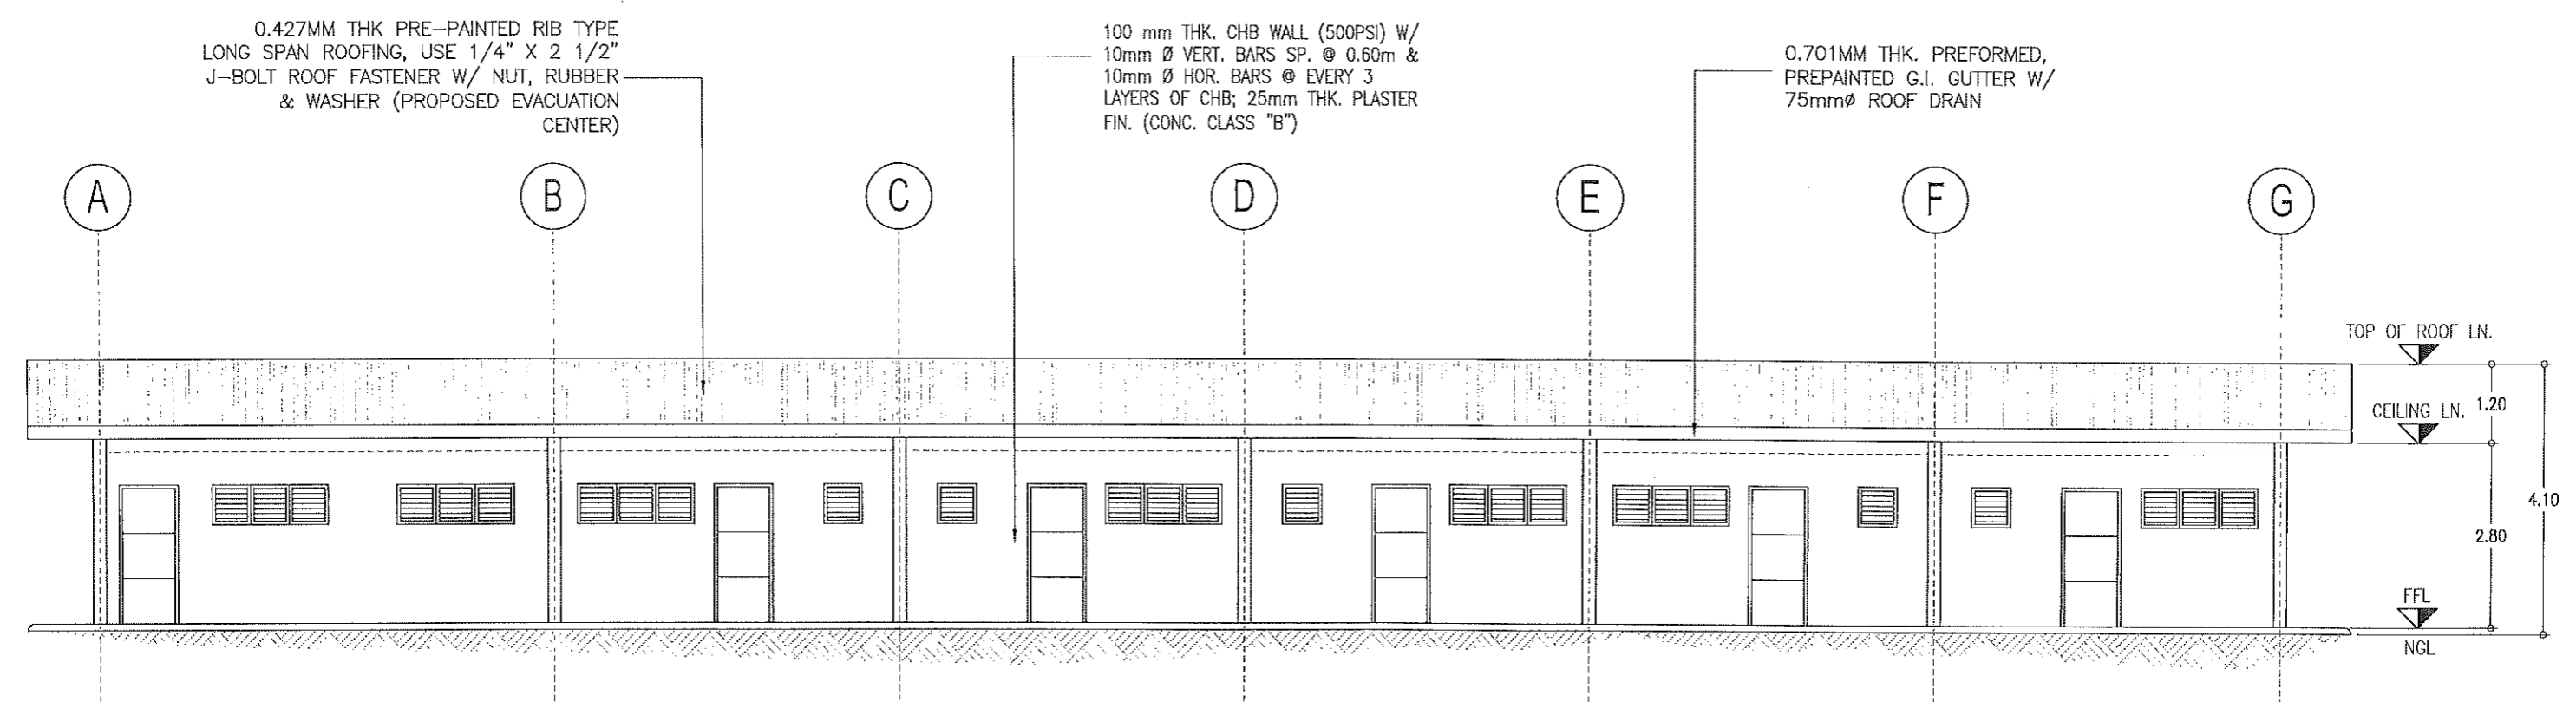 0.427MM THK PRE-PAINTED RIB TYPE
LONG SPAN ROOFING, USE 1/4" X 2 1/2"
J-BOLT ROOF FASTENER W/ NUT, RUBBER
& WASHER (PROPOSED EVACUATION
CENTER)
100 mm THK. CHB WALL (500PSI) W/
10mm Ø VERT. BARS SP. @ 0.60m &
10mm Ø HOR. BARS @ EVERY 3
LAYERS OF CHB; 25mm THK. PLASTER
FIN. (CONC. CLASS "B")
0.701MM THK. PREFORMED,
PREPAINTED G.I. GUTTER W/
75mmø ROOF DRAIN
A
B
C
D
E
F
G
TOP OF ROOF LN.
CEILING LN.
1.20
4.10
2.80
FFL
NGL